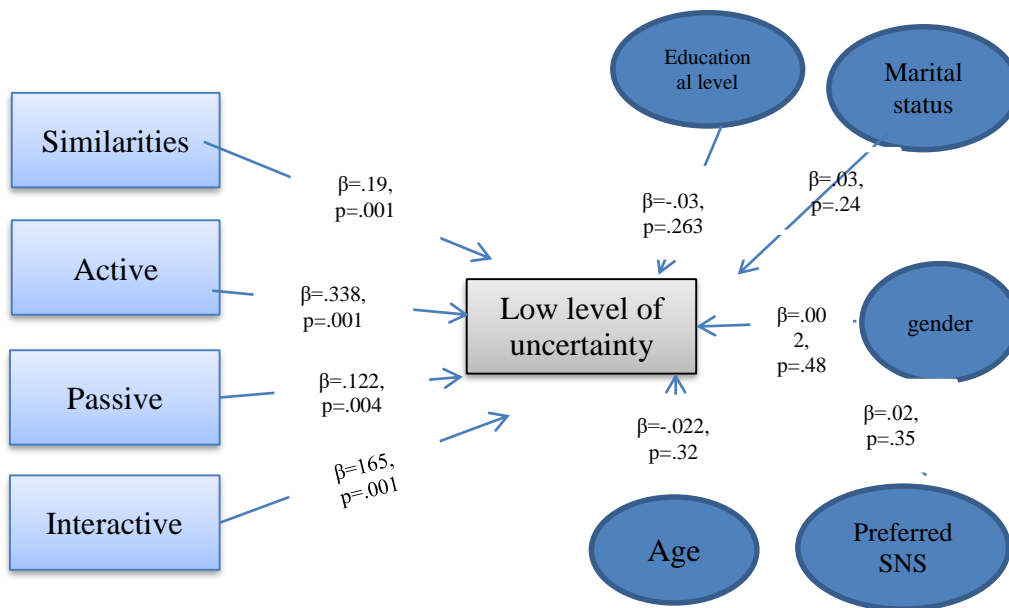 Similarities
Active
Passive
Interactive
β=.19,
p=.001
β=.338,
p=.001
β=.122,
p=.004
β=165,
p=.001
Low level of
uncertainty
Education
al level
Marital
status
gender
Preferred
SNS
Age
β=-.03,
p=.263
β=.03,
p=.24
β=.00
2,
p=.48
β=.02,
p=.35
β=-.022,
p=.32